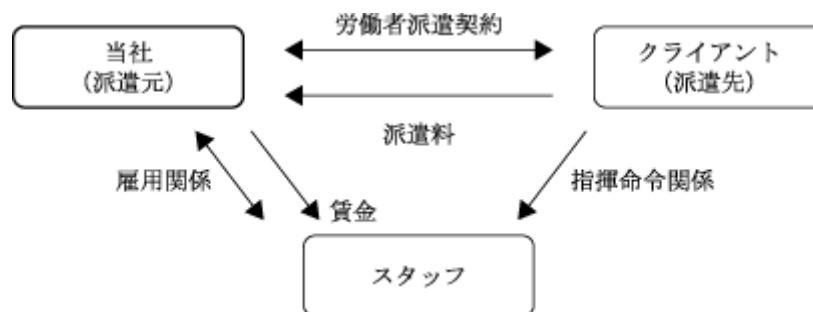 労働者派遣契約
当社
(派遣元)
クライアント
(派遣先)
派遣料
雇用関係
賃金
指揮命令関係
スタッフ